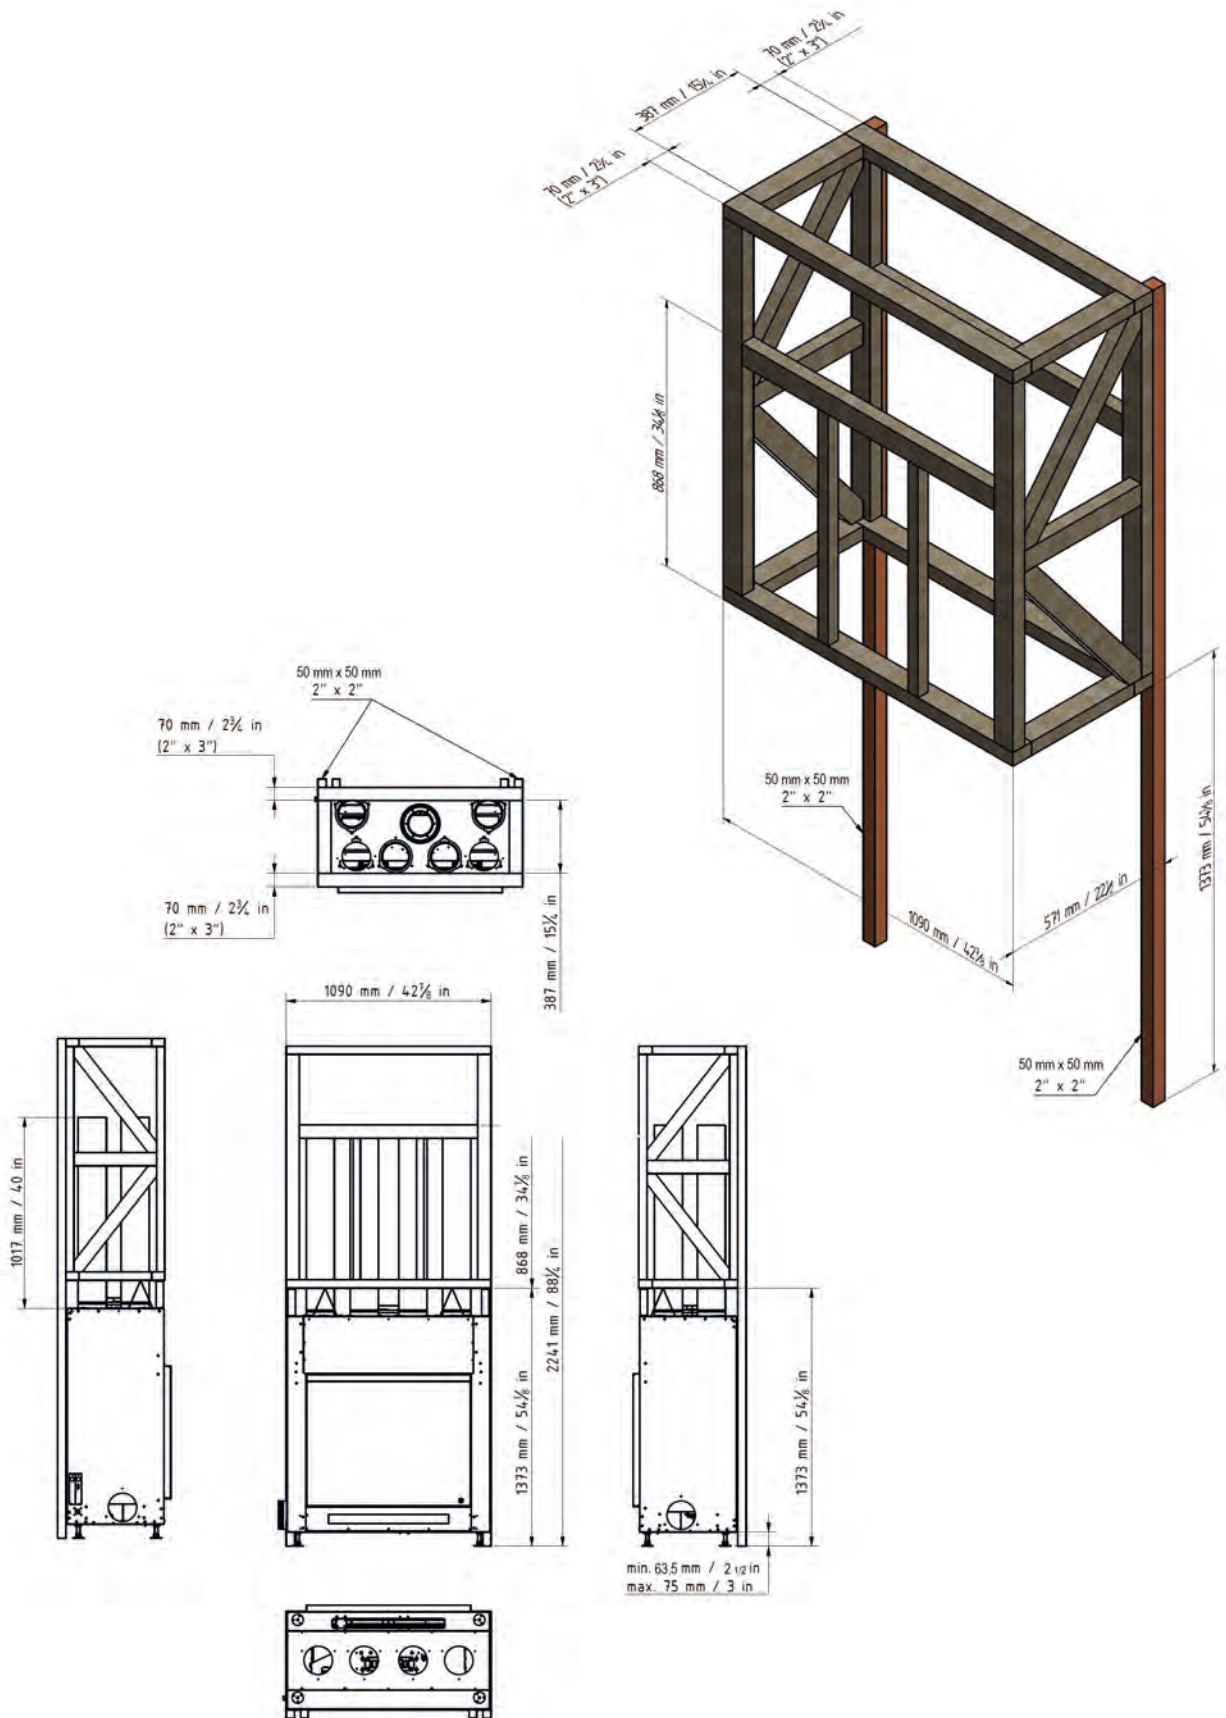 70 mm / 2¾ in
(2" x 3")
387 mm / 15¼ in
70 mm / 2¾ in
(2" x 3")
868 mm / 34⅛ in
50 mm x 50 mm
2" x 2"
70 mm / 2¾ in
(2" x 3")
50 mm x 50 mm
2" x 2"
1373 mm / 54⅛ in
571 mm / 22½ in
1090 mm / 42⅞ in
70 mm / 2¾ in
(2" x 3")
387 mm / 15¼ in
1090 mm / 42⅞ in
50 mm x 50 mm
2" x 2"
1017 mm / 40 in
868 mm / 34⅛ in
2241 mm / 88¼ in
1373 mm / 54⅛ in
1373 mm / 54⅛ in
min. 63,5 mm / 2 1/2 in
max. 75 mm / 3 in